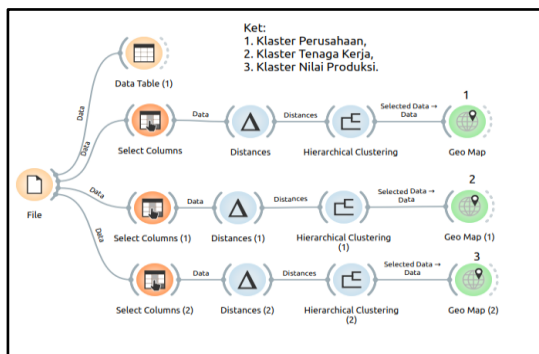 Ket:
1. Klaster Perusahaan,
2. Klaster Tenaga Kerja,
3. Klaster Nilai Produksi.
Data
Data Table (1)
Data
Select Columns
Data
Distances
Distances
Hierarchical Clustering
Selected Data →
Data
1
Geo Map
File
Data
Select Columns (1)
Data
Distances (1)
Distances
Hierarchical Clustering
(1)
Selected Data →
Data
2
Geo Map (1)
Data
Select Columns (2)
Data
Distances (2)
Distances
Hierarchical Clustering
(2)
Selected Data →
Data
3
Geo Map (2)